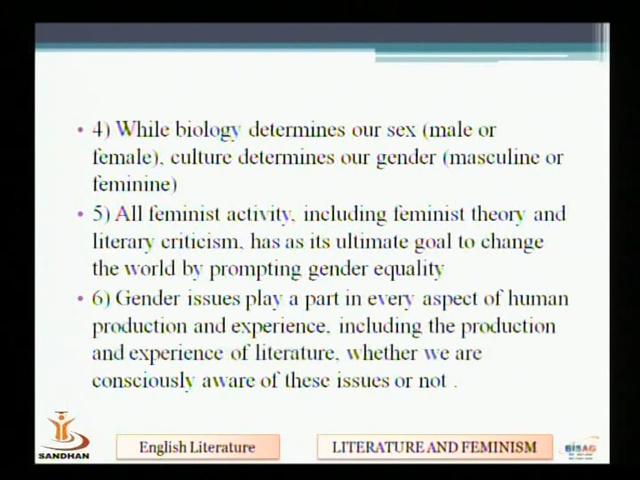 • 4) While biology determines our sex (male or
female), culture determines our gender (masculine or
feminine)
• 5) All feminist activity, including feminist theory and
literary criticism, has as its ultimate goal to change
the world by prompting gender equality
• 6) Gender issues play a part in every aspect of human
production and experience, including the production
and experience of literature, whether we are
consciously aware of these issues or not .
SANDHAN
English Literature
LITERATURE AND FEMINISM
BISAG